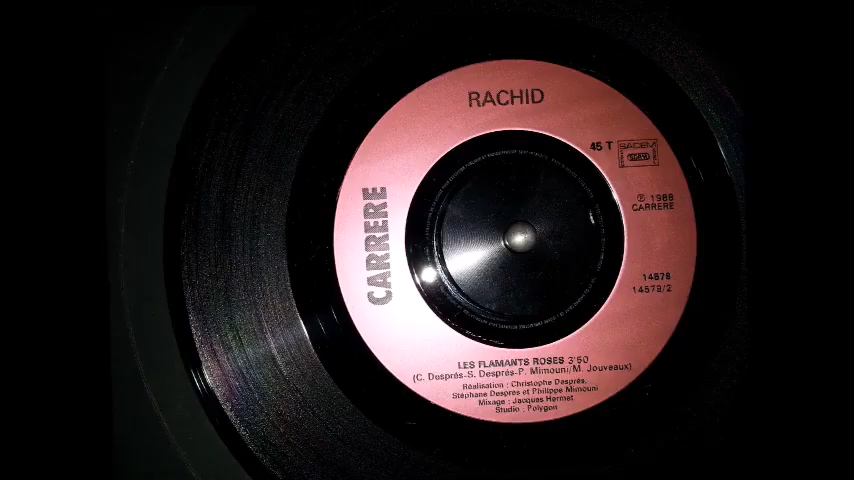 RACHID
45 T
SACEM
℗ 1988
CARRERE
CARRERE
14578
14579/2
LES FLAMANTS ROSES 3'50
(C. Després-S. Després-P. Mimouni/M. Jouveaux)
Réalisation : Christophe Després,
Stéphane Després et Philippe Mimouni
Mixage : Jacques Hermet
Studio : Polygon